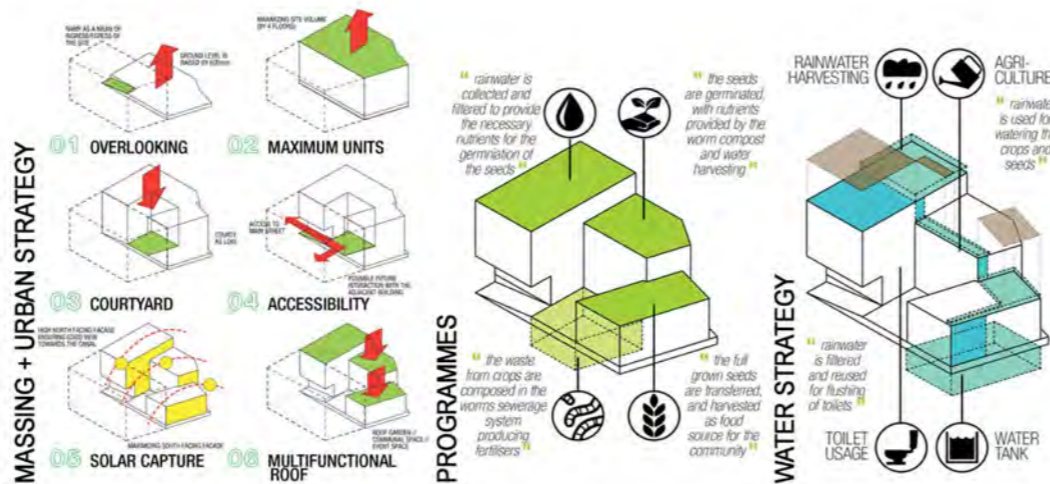 MASSING + URBAN STRATEGY
RAMP AS A MEAN OF
INGRESS/EGRESS OF
THE SITE
GROUND LEVEL IS
RAISED BY 600mm
01 OVERLOOKING
MAXIMIZING SITE VOLUME
(BY 4 FLOORS)
02 MAXIMUM UNITS
03 COURTYARD
ACCESS TO
MAIN STREET
POSSIBLE FUTURE
INTERACTION WITH THE
ADJACENT BUILDING
04 ACCESSIBILITY
HIGH NORTH FACING FACADE
ENSURING GOOD VIEW
TOWARDS THE CANAL
MAXIMIZING SOUTH FACING FACADE
05 SOLAR CAPTURE
ROOF GARDEN //
COMMUNAL SPACE //
EVENT SPACE
06 MULTIFUNCTIONAL
ROOF
PROGRAMMES
" rainwater is
collected and
filtered to provide
the necessary
nutrients for the
germniation of
the seeds "
" the seeds
are germinated,
with nutrients
provided by the
worm compost
and water
harvesting "
" the waste
from crops are
composed in the
worms sewerage
system
producing
fertilisers "
" the full
grown seeds
are transferred,
and harvested
as food
source for the
community "
WATER STRATEGY
RAINWATER
HARVESTING
AGRI-
CULTURE
" rainwater
is used for
watering the
crops and
seeds "
" rainwater
is filtered
and reused
for flushing
of toilets "
TOILET
USAGE
WATER
TANK